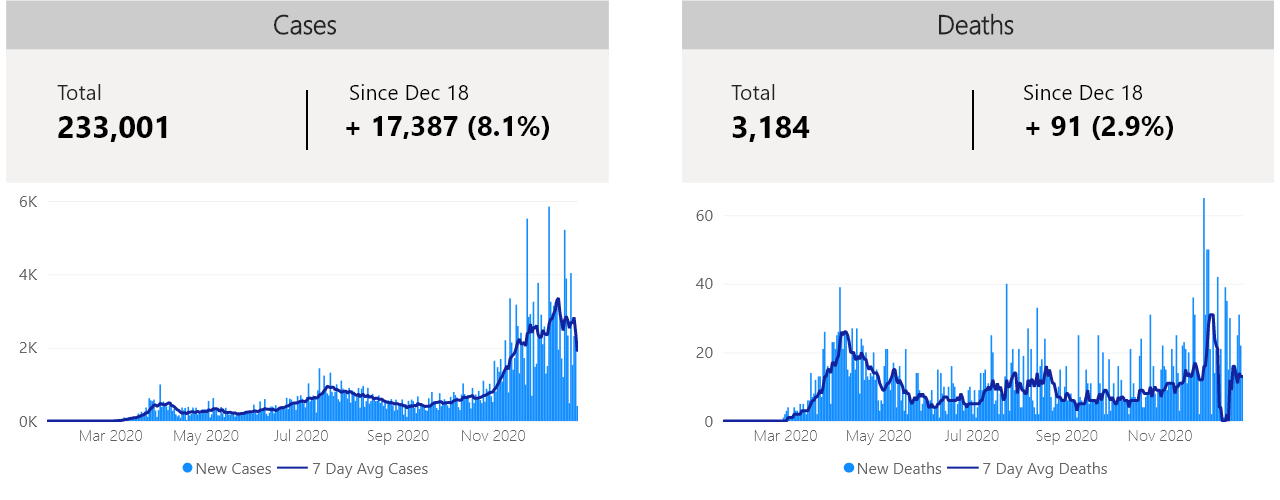 Cases
Total
Since Dec 18
233,001
+ 17,387 (8.1%)
6K
4K
2K
0K
Mar 2020 May 2020 Jul 2020 Sep 2020 Nov 2020
New Cases 7 Day Avg Cases
Deaths
Total
Since Dec 18
3,184
+ 91 (2.9%)
60
40
20
0
Mar 2020 May 2020 Jul 2020 Sep 2020 Nov 2020
New Deaths 7 Day Avg Deaths